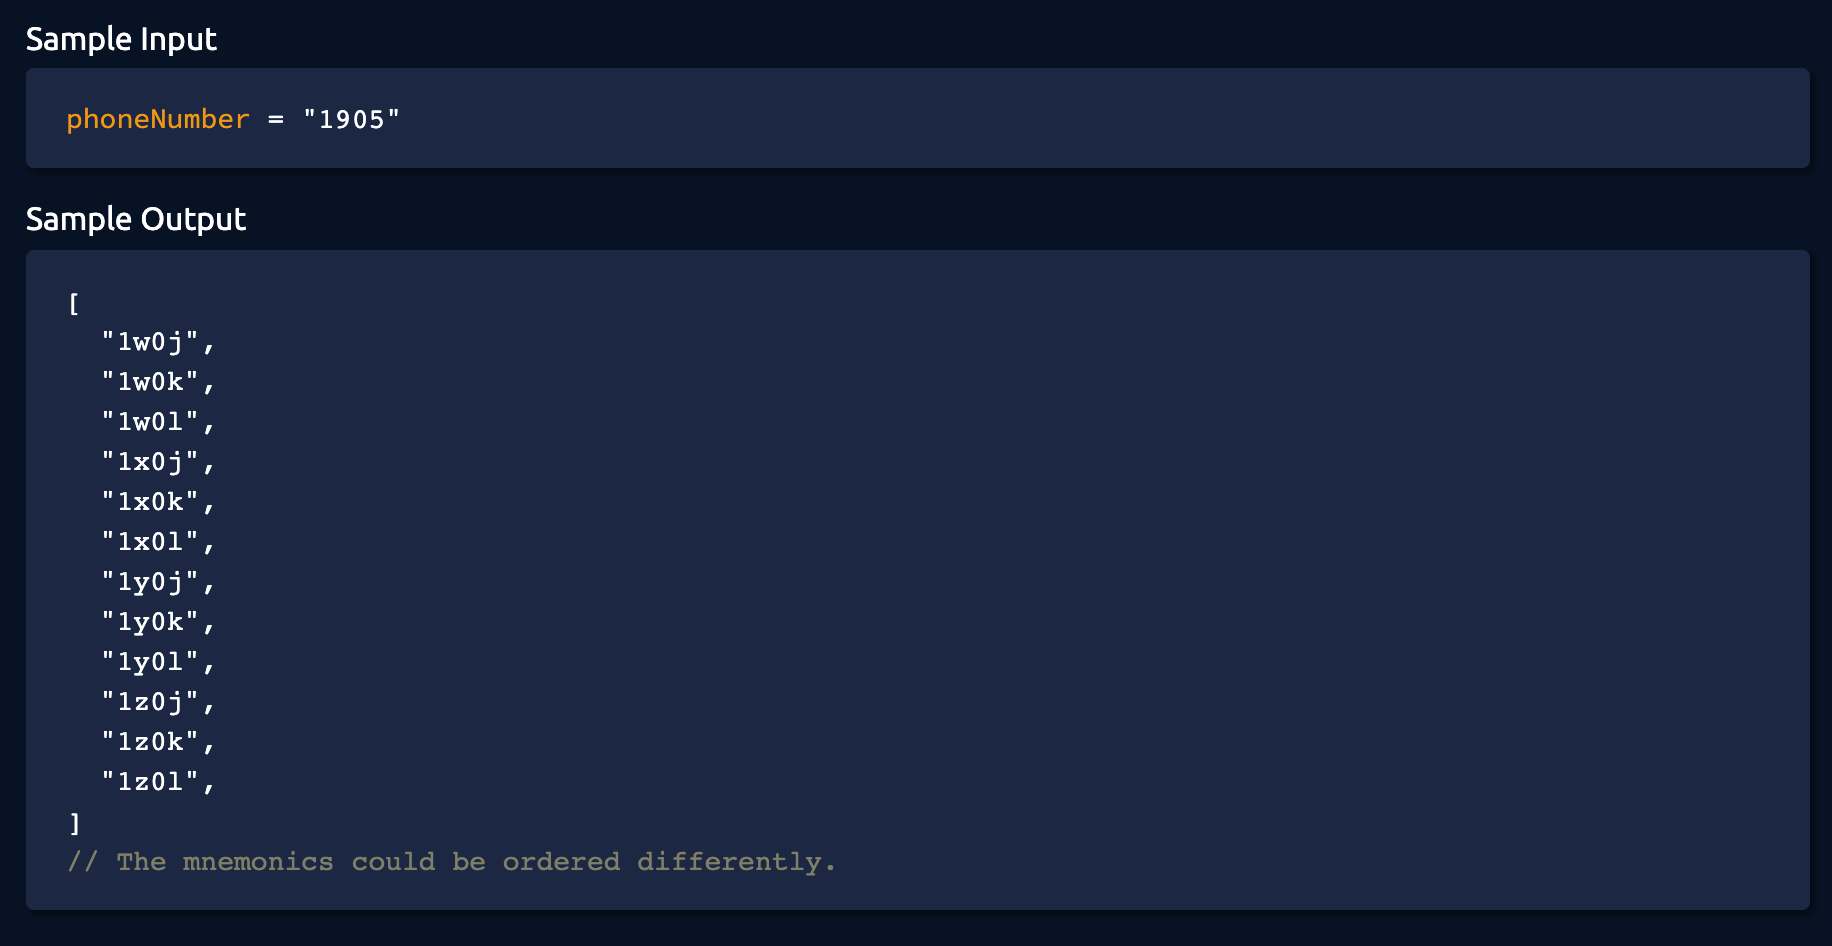 Sample Input
phoneNumber = "1905"
Sample Output
[
"1w0j",
"1w0k",
"1w0l",
"1x0j",
"1x0k",
"1x0l",
"1y0j",
"1y0k",
"1y0l",
"1z0j",
"1z0k",
"1z0l",
]
// The mnemonics could be ordered differently.